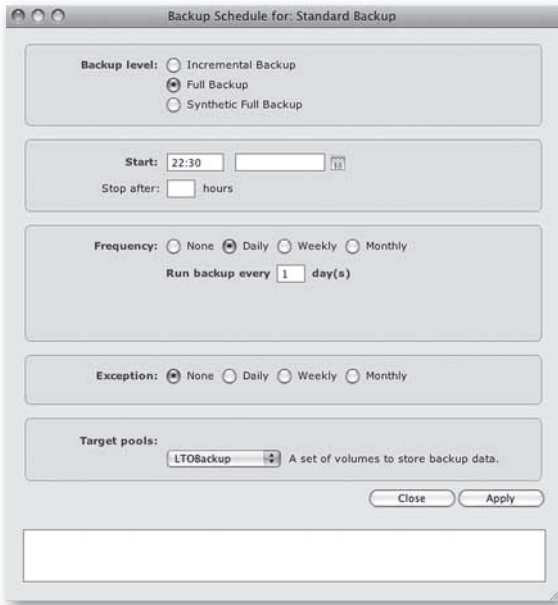 Backup Schedule for: Standard Backup
Backup level: Incremental Backup
Full Backup
Synthetic Full Backup
Start: 22:30
Stop after: hours
Frequency: None Daily Weekly Monthly
Run backup every 1 day(s)
Exception: None Daily Weekly Monthly
Target pools:
LTOBackup A set of volumes to store backup data.
Close Apply